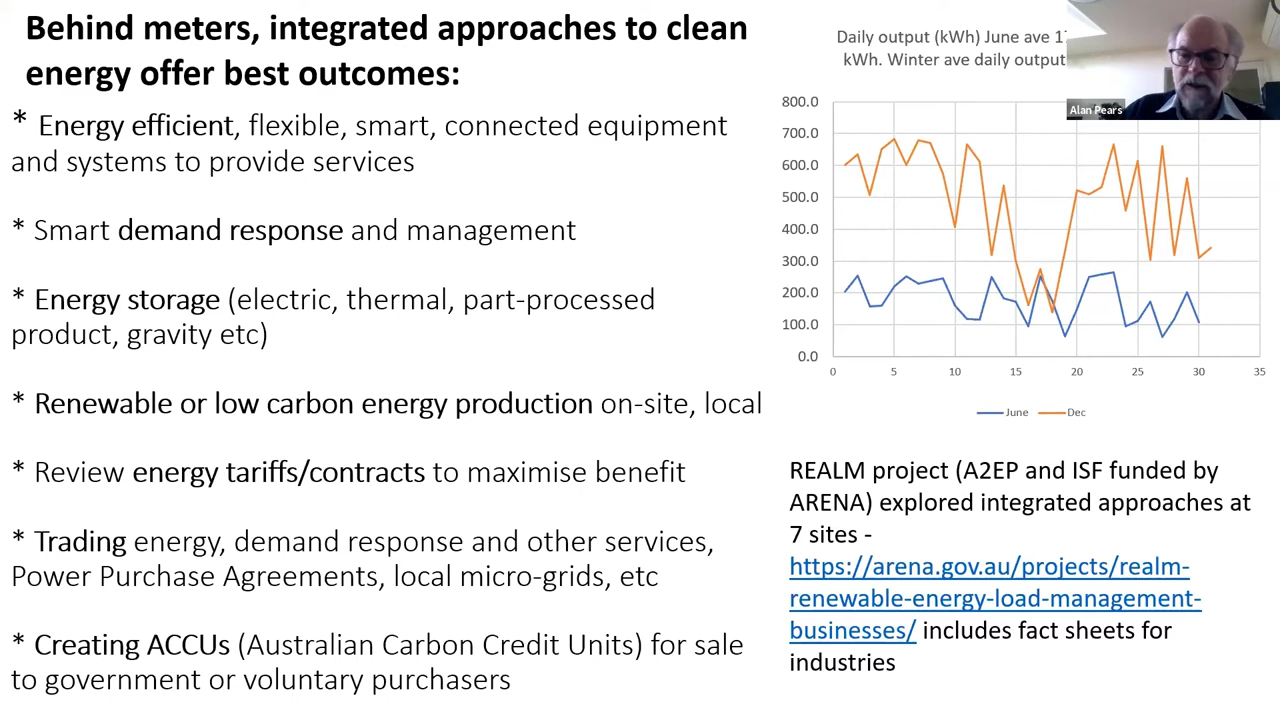 Behind meters, integrated approaches to clean
energy offer best outcomes:
* Energy efficient, flexible, smart, connected equipment
and systems to provide services
* Smart demand response and management
* Energy storage (electric, thermal, part-processed
product, gravity etc)
* Renewable or low carbon energy production on-site, local
* Review energy tariffs/contracts to maximise benefit
* Trading energy, demand response and other services,
Power Purchase Agreements, local micro-grids, etc
* Creating ACCUs (Australian Carbon Credit Units) for sale
to government or voluntary purchasers
Daily output (kWh) June ave
kWh. Winter ave daily output
Alan Pears
800.0
700.0
600.0
500.0
400.0
300.0
200.0
100.0
0.0
0 5 10 15 20 25 30 35
June Dec
REALM project (A2EP and ISF funded by
ARENA) explored integrated approaches at
7 sites -
https://arena.gov.au/projects/realm-
renewable-energy-load-management-
businesses/ includes fact sheets for
industries